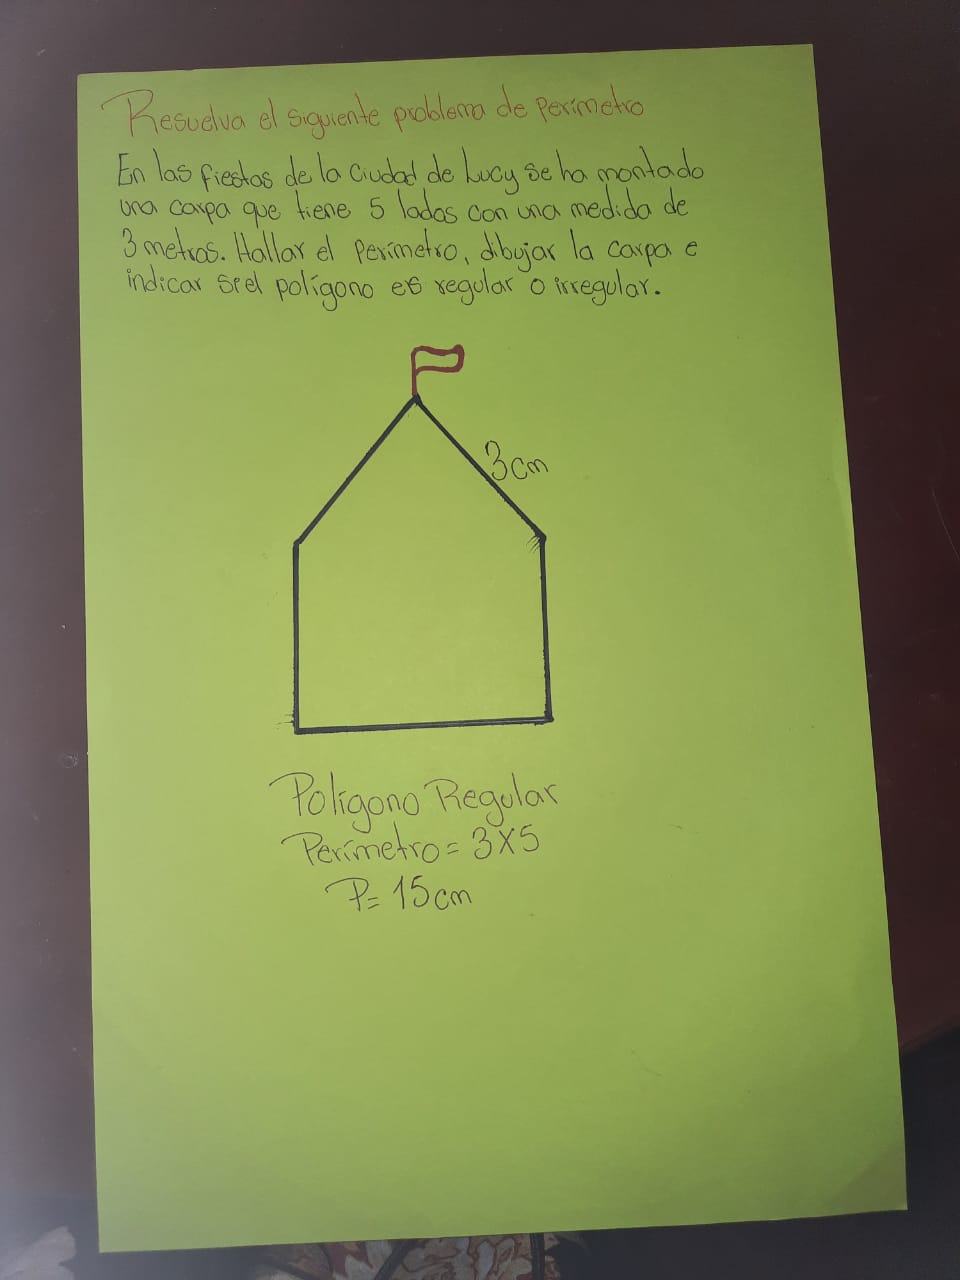 Resuelva el siguiente problema de perímetro
En las fiestas de la Ciudad de Lucy se ha montado
una carpa que tiene 5 lados con una medida de
3 metros. Hallar el perímetro, dibujar la carpa e
indicar si el polígono es regular o irregular.
3cm
Polígono Regular
Perímetro = 3X5
P= 15cm